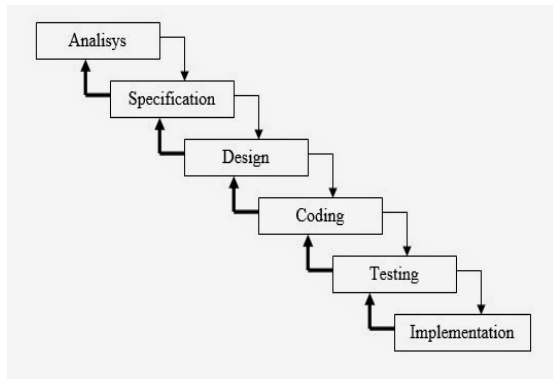 Analisys
Specification
Design
Coding
Testing
Implementation